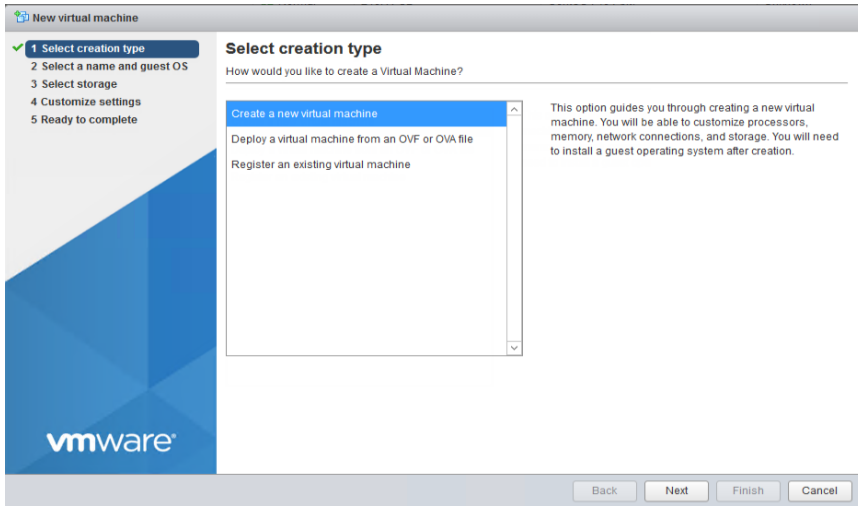 New virtual machine
1 Select creation type
2 Select a name and guest OS
3 Select storage
4 Customize settings
5 Ready to complete
Select creation type
How would you like to create a Virtual Machine?
Create a new virtual machine
Deploy a virtual machine from an OVF or OVA file
Register an existing virtual machine
This option guides you through creating a new virtual
machine. You will be able to customize processors,
memory, network connections, and storage. You will need
to install a guest operating system after creation.
vmware®
Back
Next
Finish
Cancel